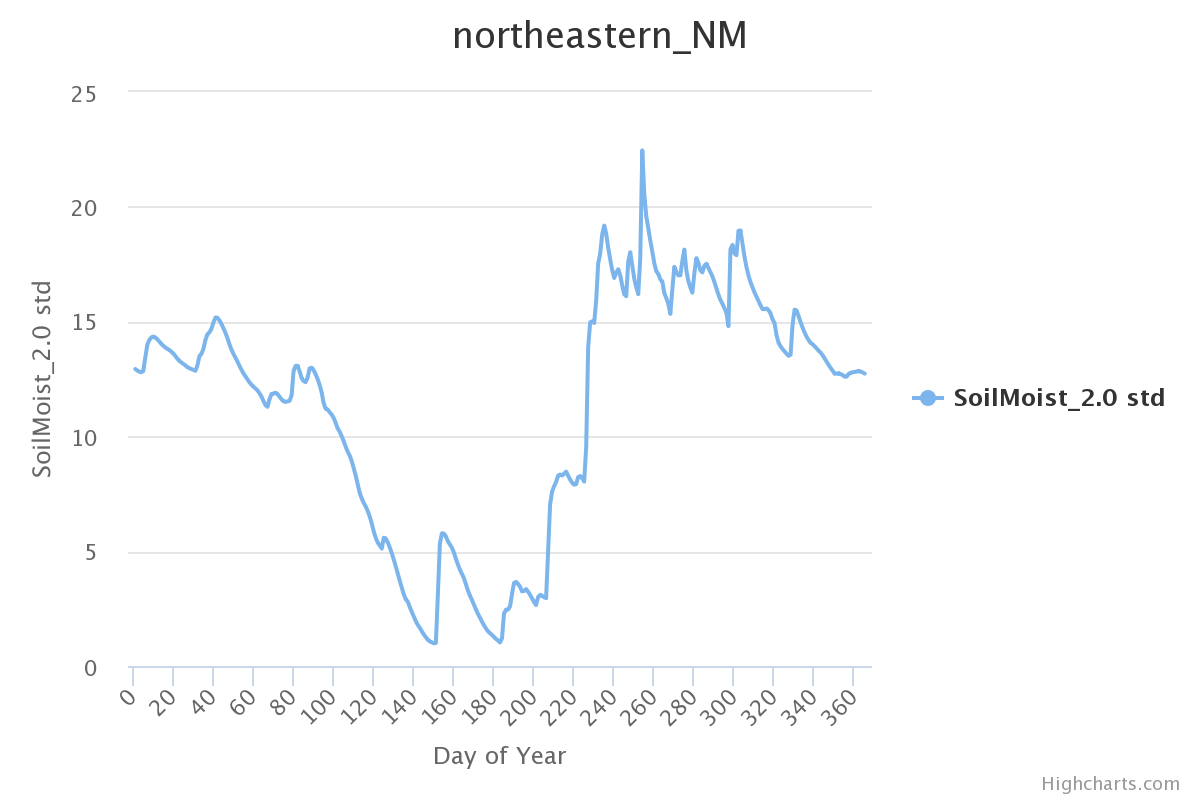 northeastern_NM
25
20
15
10
5
0
SoilMoist_2.0 std
0 20 40 60 80 100 120 140 160 180 200 220 240 260 280 300 320 340 360
Day of Year
SoilMoist_2.0 std
Highcharts.com